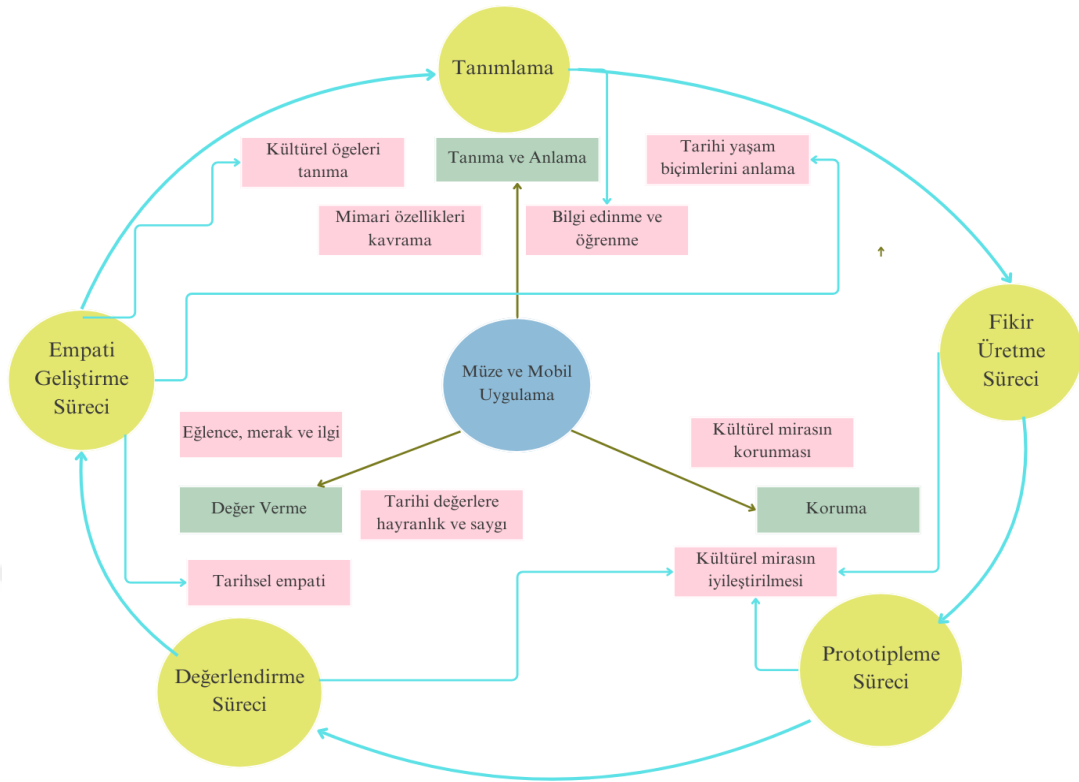 Tanımlama
Kültürel ögeleri
tanıma
Tanıma ve Anlama
Tarihi yaşam
biçimlerini anlama
Mimari özellikleri
kavrama
Bilgi edinme ve
öğrenme
Empati
Geliştirme
Süreci
Müze ve Mobil
Uygulama
Fikir
Üretme
Süreci
Eğlence, merak ve ilgi
Kültürel mirasın
korunması
Değer Verme
Tarihi değerlere
hayranlık ve saygı
Koruma
Tarihsel empati
Kültürel mirasın
iyileştirilmesi
Değerlendirme
Süreci
Prototipleme
Süreci